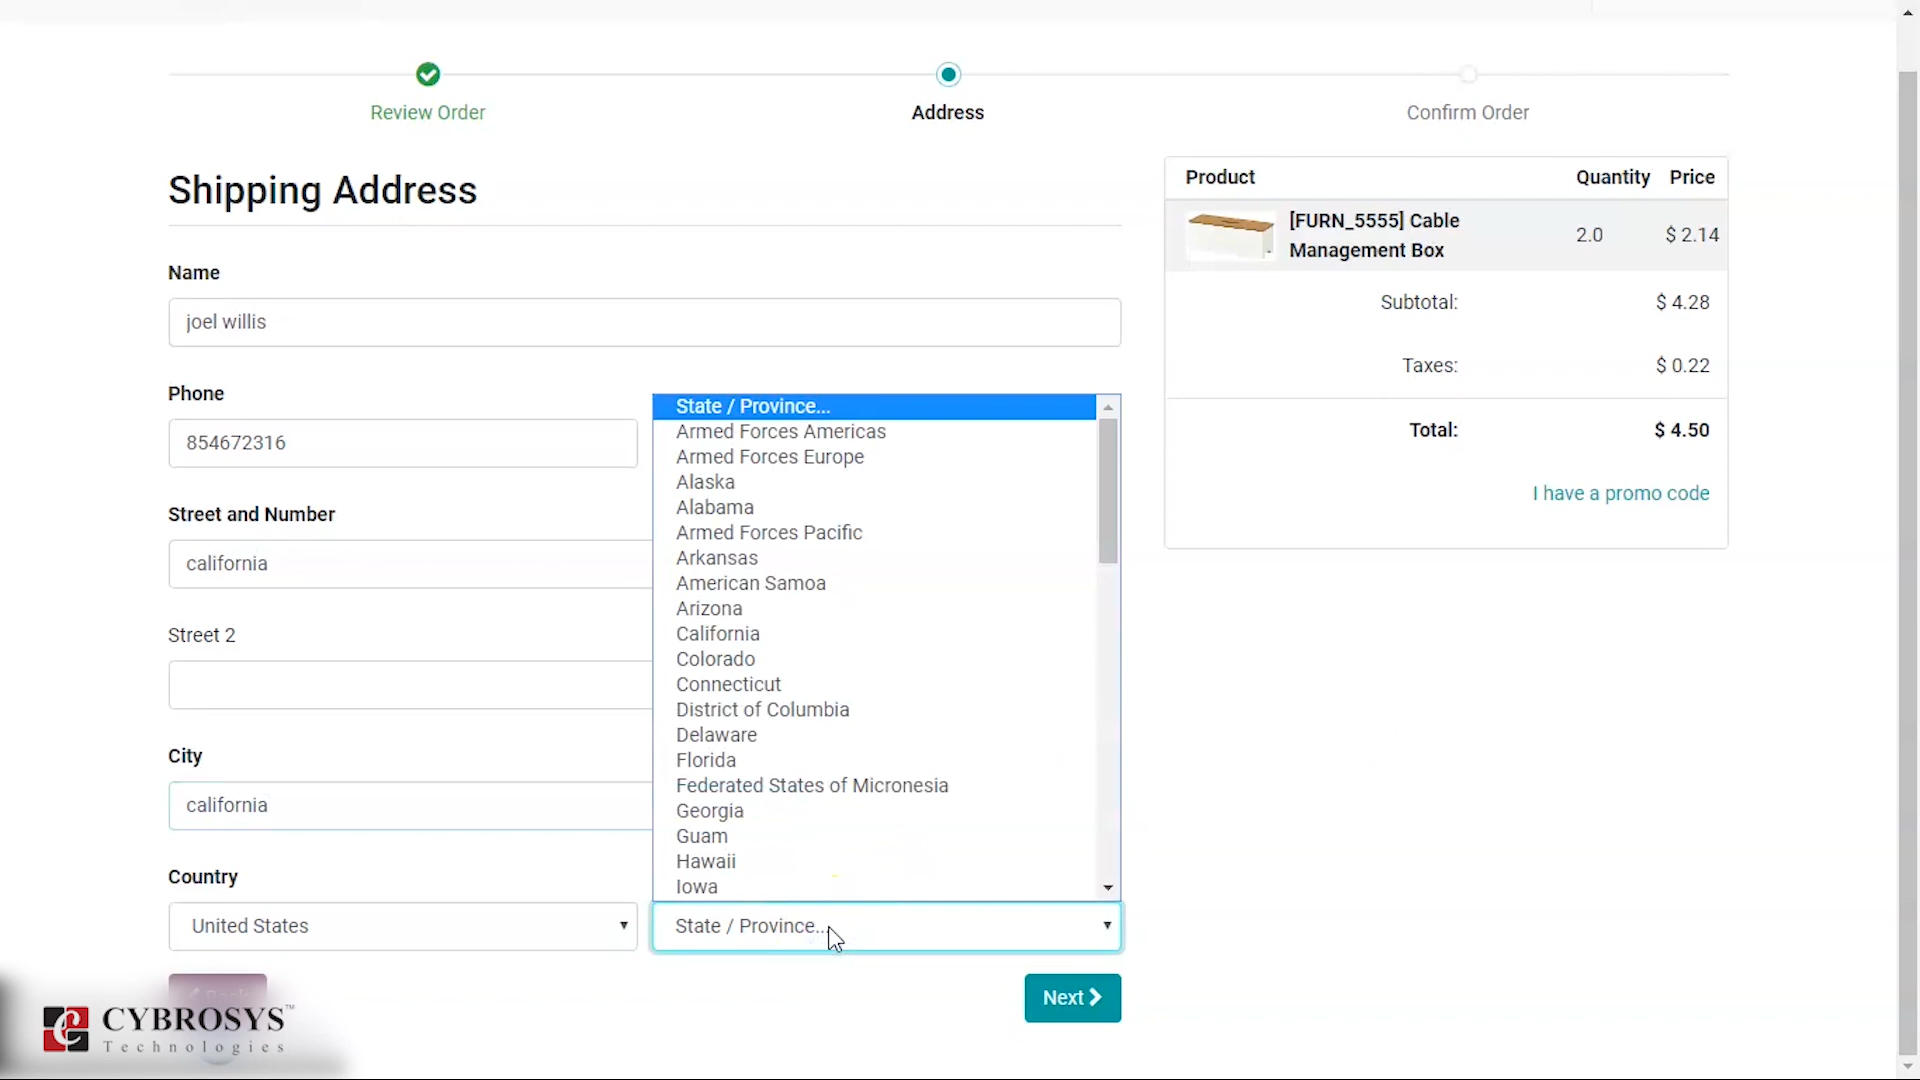 Review Order
Address
Confirm Order
Shipping Address
Name
joel willis
Phone
854672316
Street and Number
california
Street 2
City
california
Country
United States
State / Province...
Armed Forces Americas
Armed Forces Europe
Alaska
Alabama
Armed Forces Pacific
Arkansas
American Samoa
Arizona
California
Colorado
Connecticut
District of Columbia
Delaware
Florida
Federated States of Micronesia
Georgia
Guam
Hawaii
Iowa
State / Province...
Next
Product Quantity Price
[FURN_5555] Cable
Management Box
2.0 $ 2.14
Subtotal: $ 4.28
Taxes: $ 0.22
Total: $ 4.50
I have a promo code
CYBROSYS™
Technologies